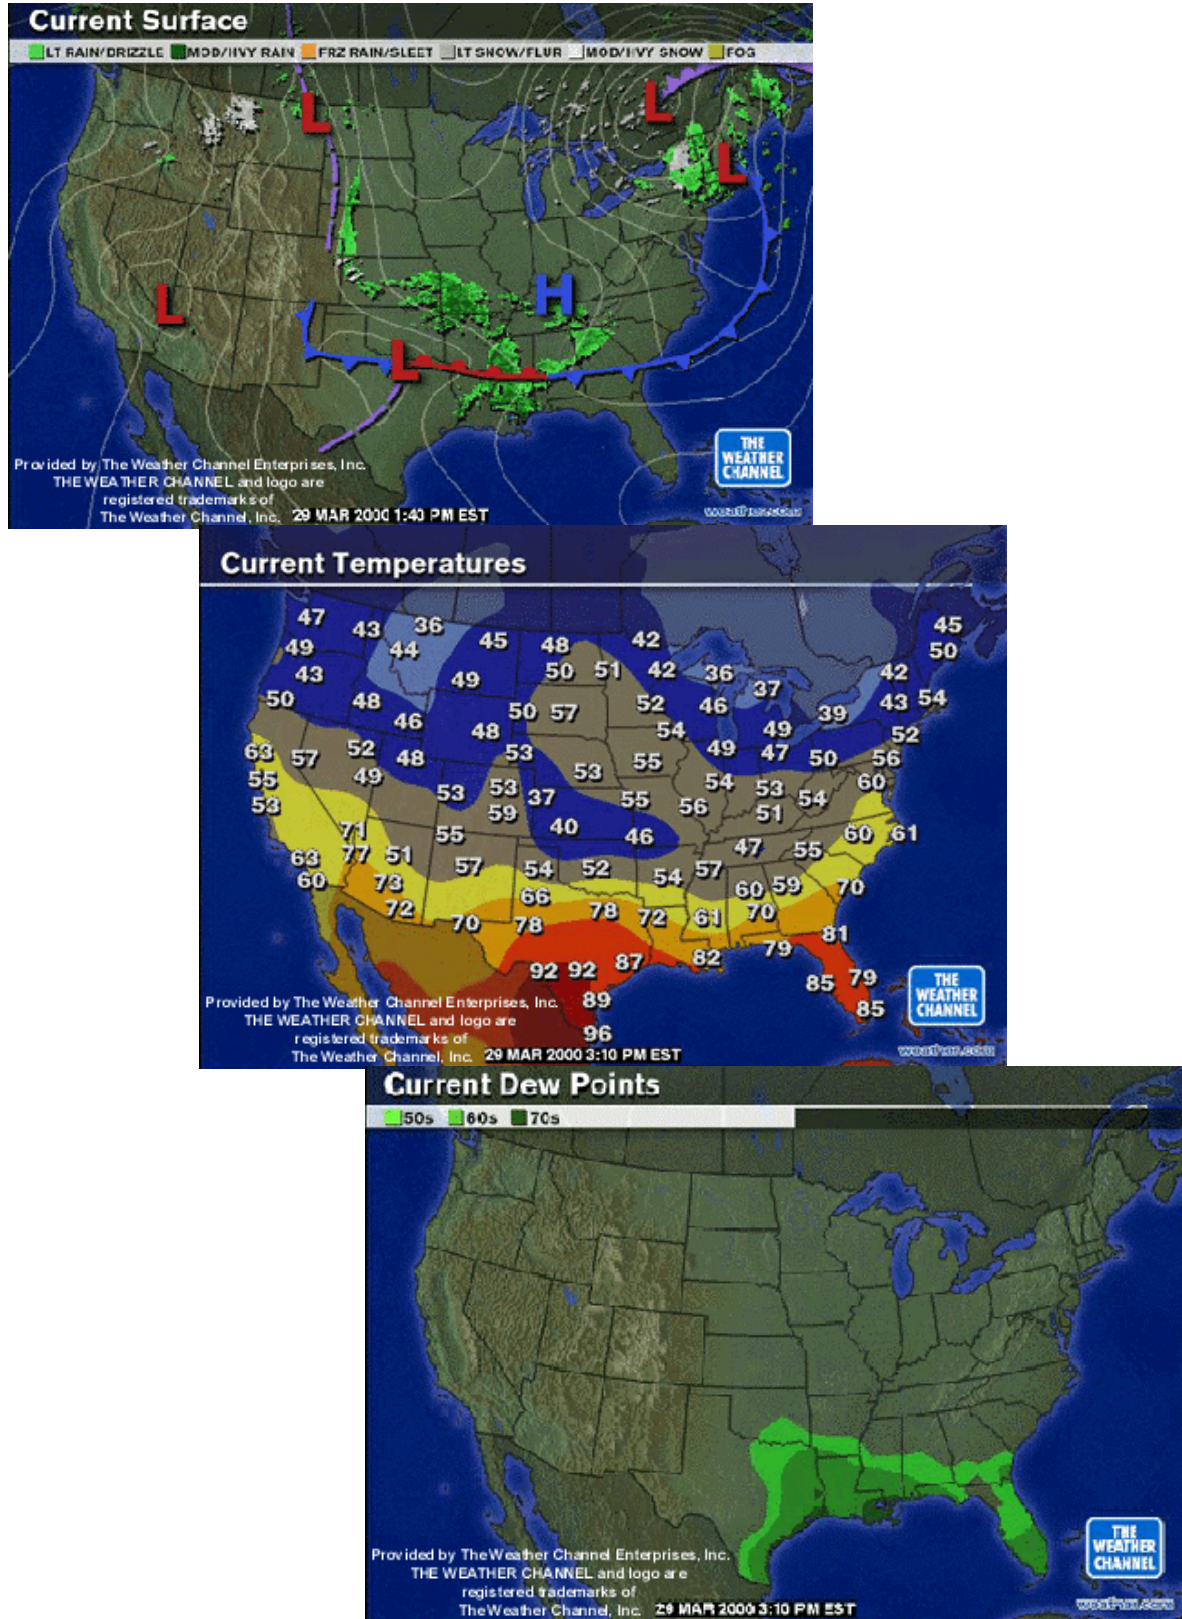 Current Surface
LT RAIN/DRIZZLE MOD/HVY RAIN FRZ RAIN/SLEET LT SNOW/FLUR MOD/HVY SNOW FOG
L
L
L
L
H
L
THE
WEATHER
CHANNEL
Provided by The Weather Channel Enterprises, Inc.
THE WEATHER CHANNEL and logo are
registered trademarks of
The Weather Channel, Inc. 29 MAR 2000 1:40 PM EST
weather.com
Current Temperatures
47 43 36 45 48 42 45
49 44 50
43 49 50 51 42 36 37 42
50 48 46 50 57 52 46 39 43 54
48 54 49 52
63 57 52 48 53 55 49 47 50 56
55 49 53 54 53 60
53 53 59 37 55 56 51 54
71 55 40 46 47 60 61
63 77 51 57 54 52 54 57 55
60 73 66 60 59 70
72 70 78 78 72 61 70
81
92 92 87 82 79
85 79
89 85
96
THE
WEATHER
CHANNEL
Provided by The Weather Channel Enterprises, Inc.
THE WEATHER CHANNEL and logo are
registered trademarks of
The Weather Channel, Inc. 29 MAR 2000 3:10 PM EST
weather.com
Current Dew Points
50s 60s 70s
THE
WEATHER
CHANNEL
Provided by The Weather Channel Enterprises, Inc.
THE WEATHER CHANNEL and logo are
registered trademarks of
The Weather Channel, Inc. 29 MAR 2000 3:10 PM EST
weather.com